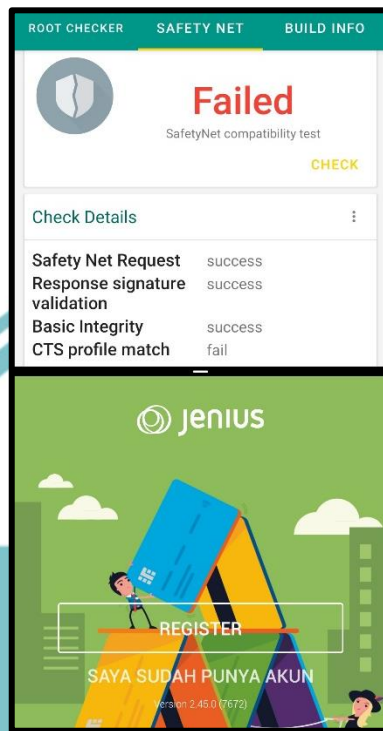 ROOT CHECKER SAFETY NET BUILD INFO
Failed
SafetyNet compatibility test
CHECK
Check Details
Safety Net Request success
Response signature validation success
Basic Integrity success
CTS profile match fail
jenius
REGISTER
SAYA SUDAH PUNYA AKUN
Version 2.45.0 (7672)